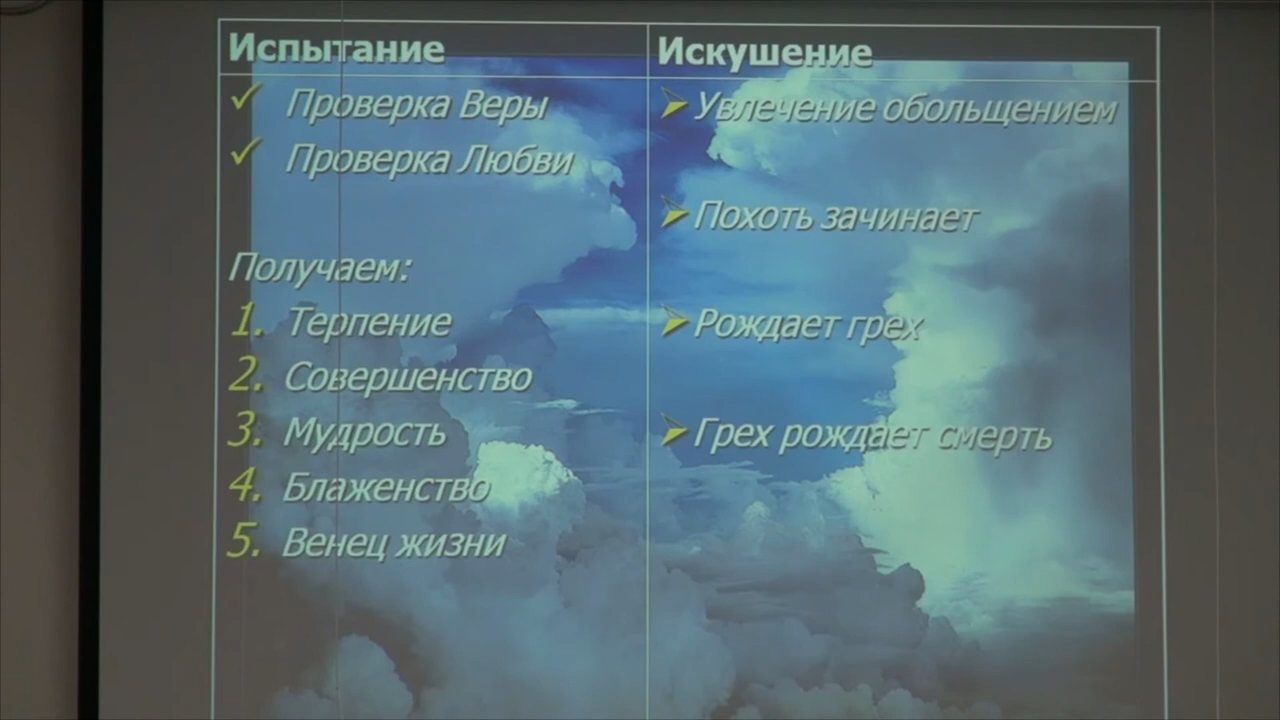 Испытание
Проверка Веры
Проверка Любви
Получаем:
1. Терпение
2. Совершенство
3. Мудрость
4. Блаженство
5. Венец жизни
Искушение
Увлечение обольщением
Похоть зачинает
Рождает грех
Грех рождает смерть